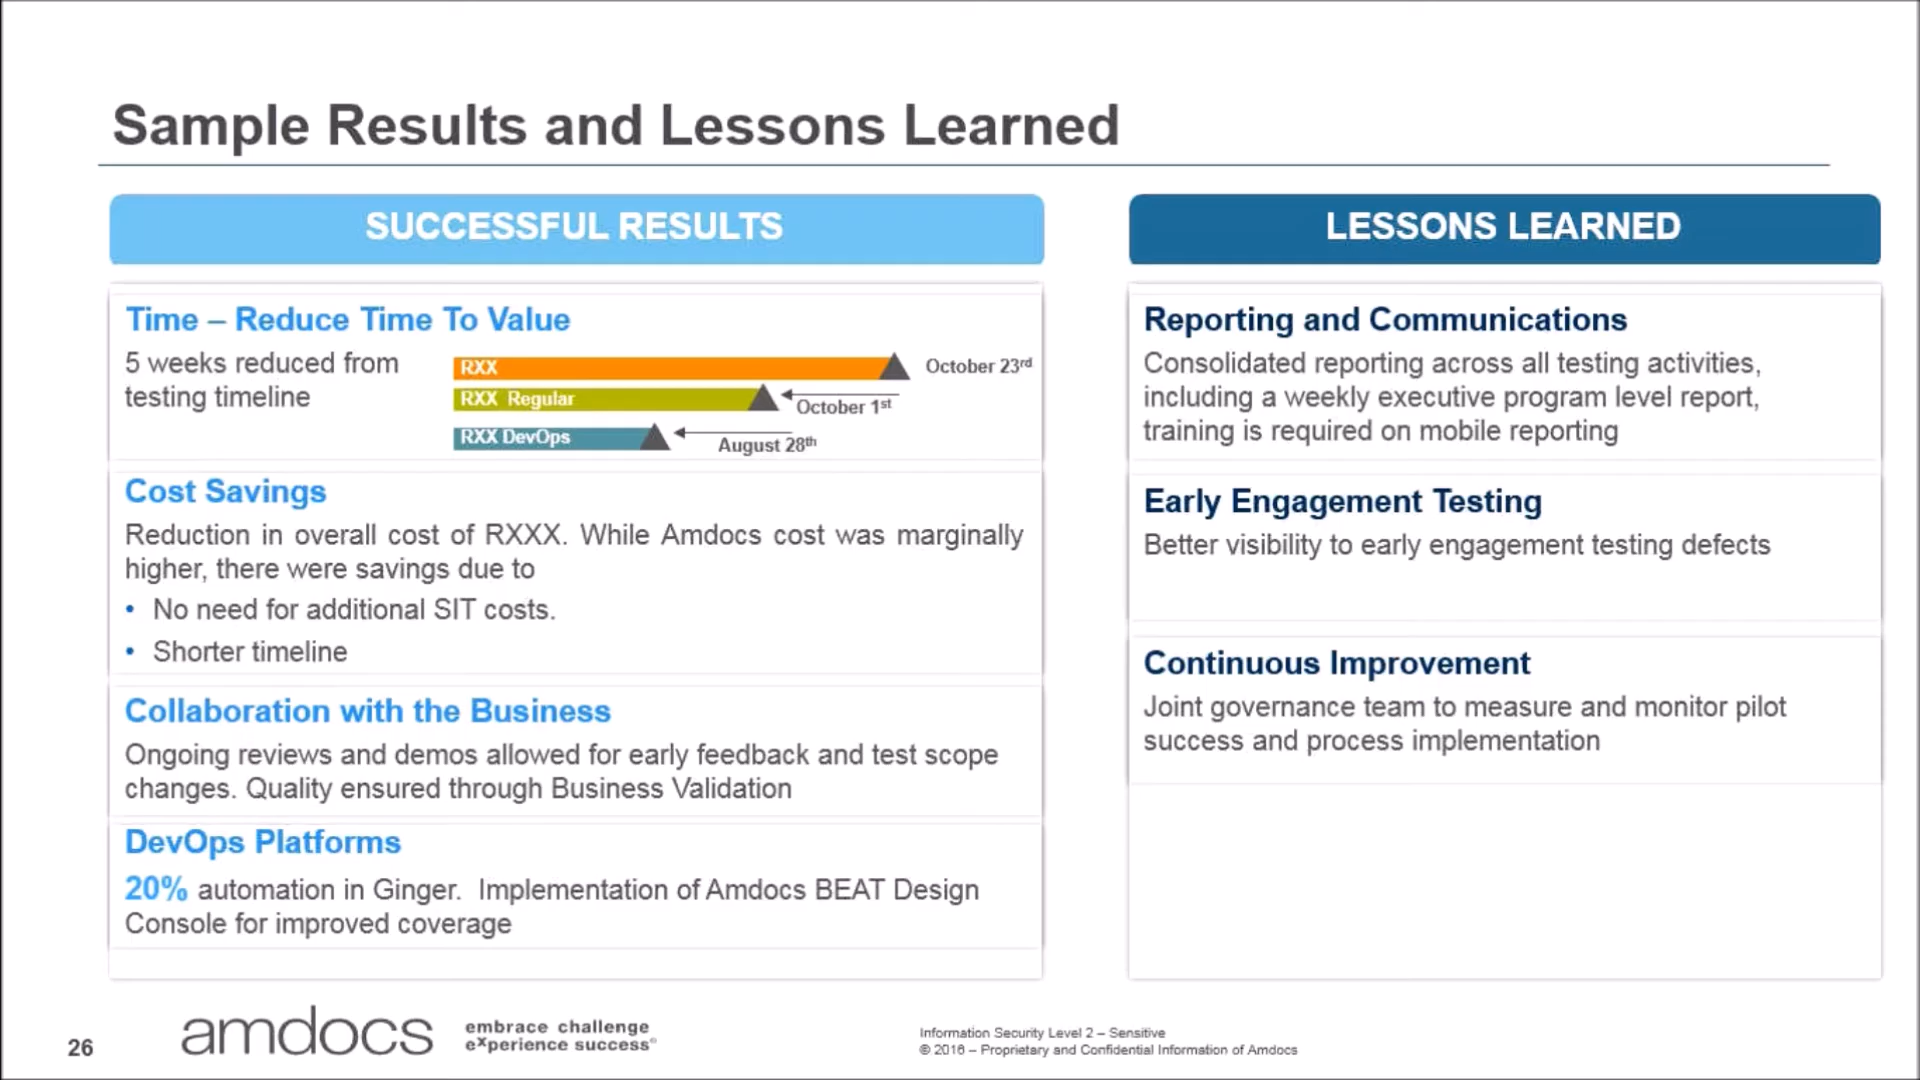 Sample Results and Lessons Learned
SUCCESSFUL RESULTS
Time – Reduce Time To Value
5 weeks reduced from
testing timeline
RXX
October 23rd
RXX Regular
October 1st
RXX DevOps
August 28th
Cost Savings
Reduction in overall cost of RXXX. While Amdocs cost was marginally
higher, there were savings due to
• No need for additional SIT costs.
• Shorter timeline
Collaboration with the Business
Ongoing reviews and demos allowed for early feedback and test scope
changes. Quality ensured through Business Validation
DevOps Platforms
20% automation in Ginger. Implementation of Amdocs BEAT Design
Console for improved coverage
LESSONS LEARNED
Reporting and Communications
Consolidated reporting across all testing activities,
including a weekly executive program level report,
training is required on mobile reporting
Early Engagement Testing
Better visibility to early engagement testing defects
Continuous Improvement
Joint governance team to measure and monitor pilot
success and process implementation
26
amdocs
embrace challenge
experience success
Information Security Level 2 – Sensitive
© 2016 – Proprietary and Confidential Information of Amdocs